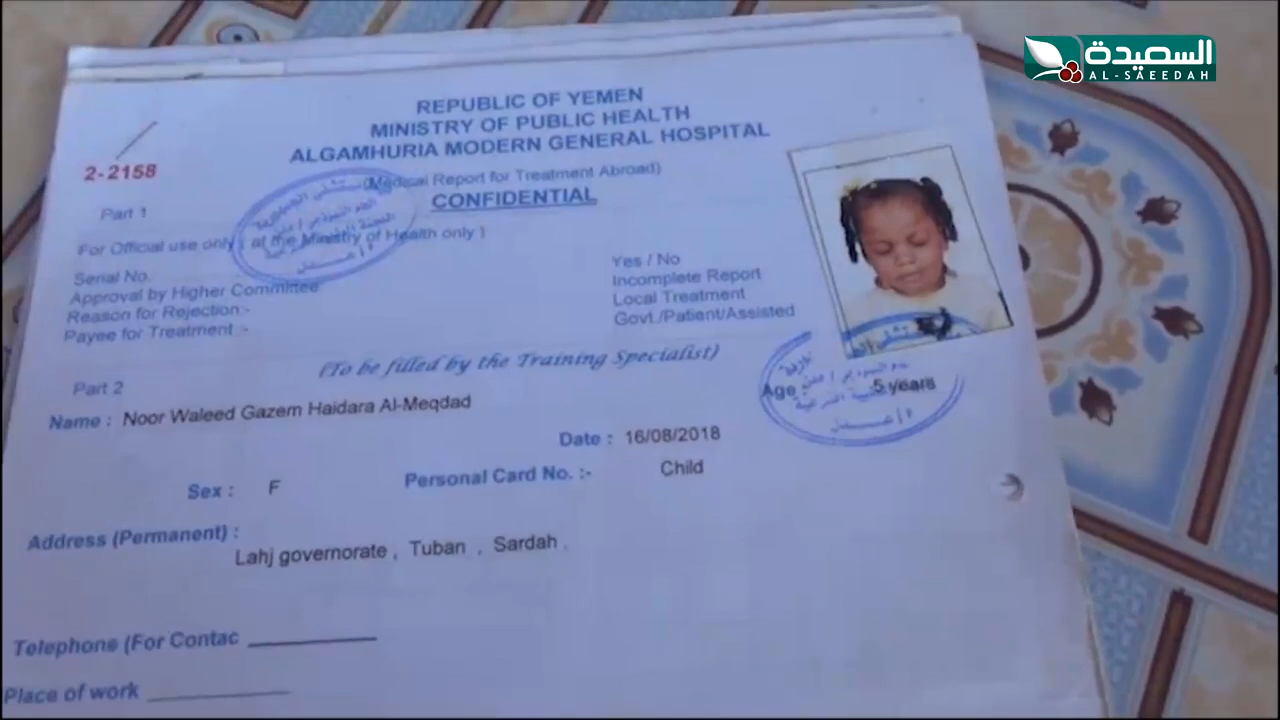 السعيدة
AL-SAEEDAH
REPUBLIC OF YEMEN
MINISTRY OF PUBLIC HEALTH
ALGAMHURIA MODERN GENERAL HOSPITAL
2-2158
(Medical Report for Treatment Abroad)
CONFIDENTIAL
Part 1
For Official use only ( at the Ministry of Health only )
Serial No.
Yes / No
Approval by Higher Committee
Incomplete Report
Reason for Rejection:-
Local Treatment
Payee for Treatment :-
Govt./Patient/Assisted
(To be filled by the Training Specialist)
Part 2
Age 5 years
Name : Noor Waleed Gazem Haidara Al-Meqdad
Date : 16/08/2018
Sex : F
Personal Card No. :- Child
Address (Permanent) :
Lahj governorate , Tuban , Sardah .
Telephone (For Contac
Place of work